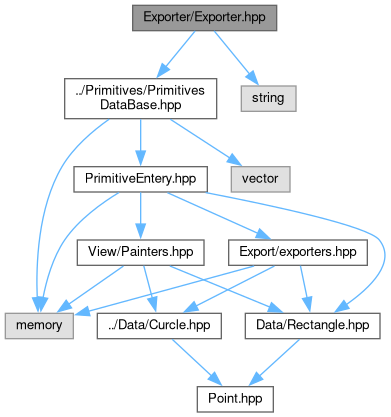 Exporter/Exporter.hpp
../Primitives/Primitives
DataBase.hpp
string
PrimitiveEntery.hpp
vector
View/Painters.hpp
Export/exporters.hpp
memory
../Data/Curcle.hpp
Data/Rectangle.hpp
Point.hpp